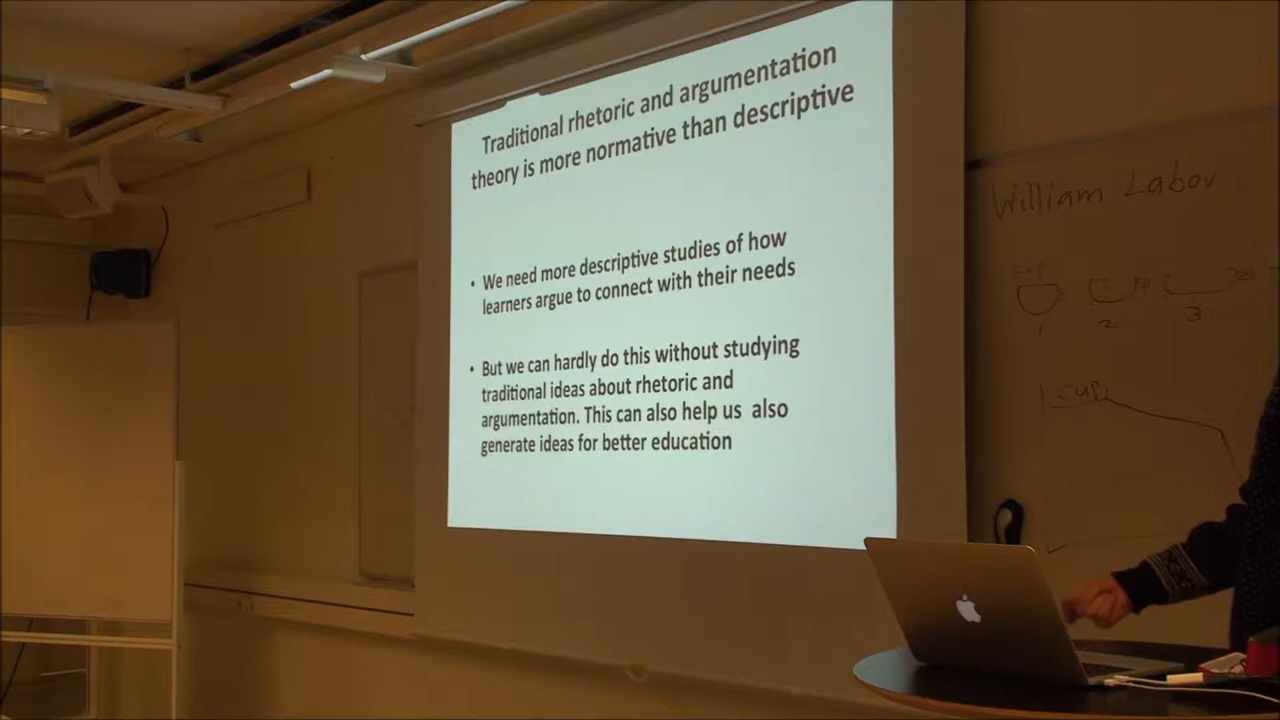 Traditional rhetoric and argumentation
theory is more normative than descriptive
• We need more descriptive studies of how
learners argue to connect with their needs
• But we can hardly do this without studying
traditional ideas about rhetoric and
argumentation. This can also help us also
generate ideas for better education
William Labov
1 2 3
1 cup